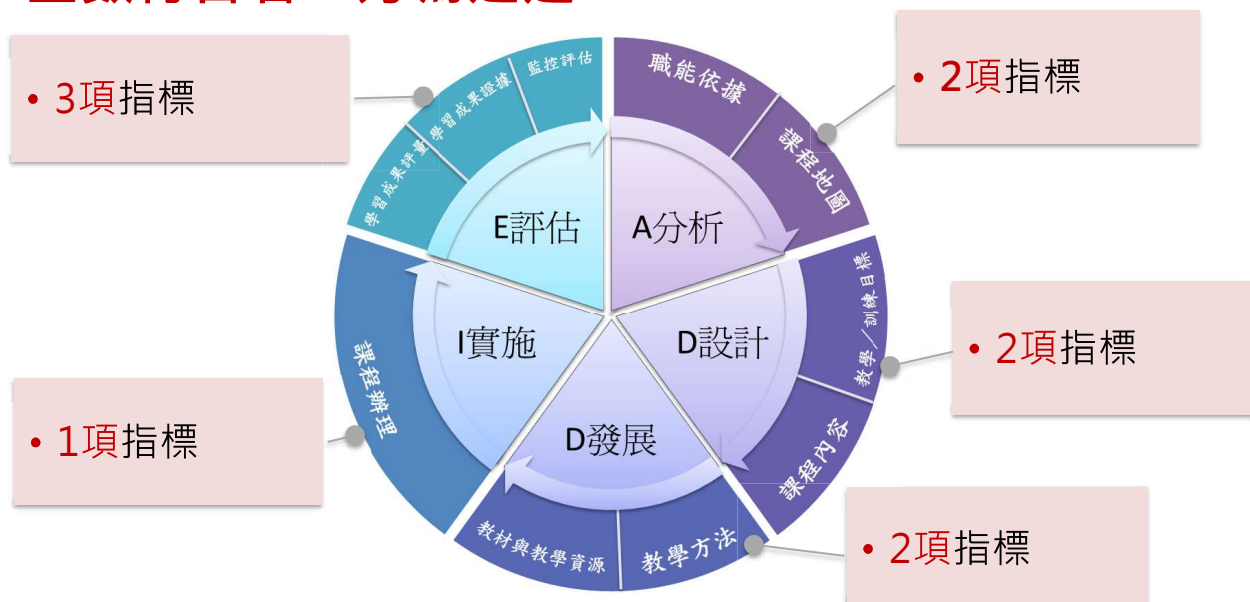 • 3項指標
• 2項指標
• 2項指標
• 2項指標
• 1項指標
監控評估
學習成果證據
學習成果評量
職能依據
課程地圖
教學／訓練目標
課程內容
教學方法
教材與教學資源
課程辦理
E評估
A分析
D設計
D發展
I實施